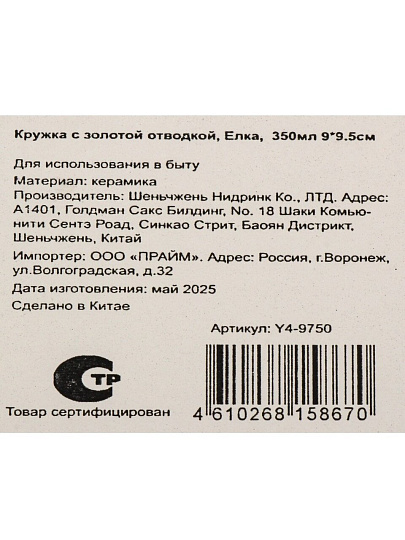 Кружка с золотой отводкой, Елка, 350мл 9*9.5см
Для использования в быту
Материал: керамика
Производитель: Шеньчжень Нидринк Ко., ЛТД. Адрес:
А1401, Голдман Сакс Билдинг, No. 18 Шаки Комью-
нити Сентэ Роад, Синкао Стрит, Баоян Дистрикт,
Шеньчжень, Китай
Импортер: ООО «ПРАЙМ». Адрес: Россия, г.Воронеж,
ул.Волгоградская, д.32
Дата изготовления: май 2025
Сделано в Китае
Артикул: Y4-9750
СТР
Товар сертифицирован
4 610268 158670